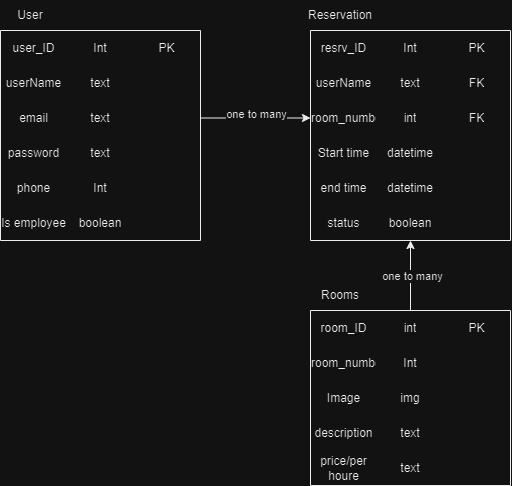 User
user_ID Int PK
userName text
email text
password text
phone Int
Is employee boolean
one to many
Reservation
resrv_ID Int PK
userName text FK
room_numb int FK
Start time datetime
end time datetime
status boolean
one to many
Rooms
room_ID int PK
room_numb Int
Image img
description text
price/per
houre text